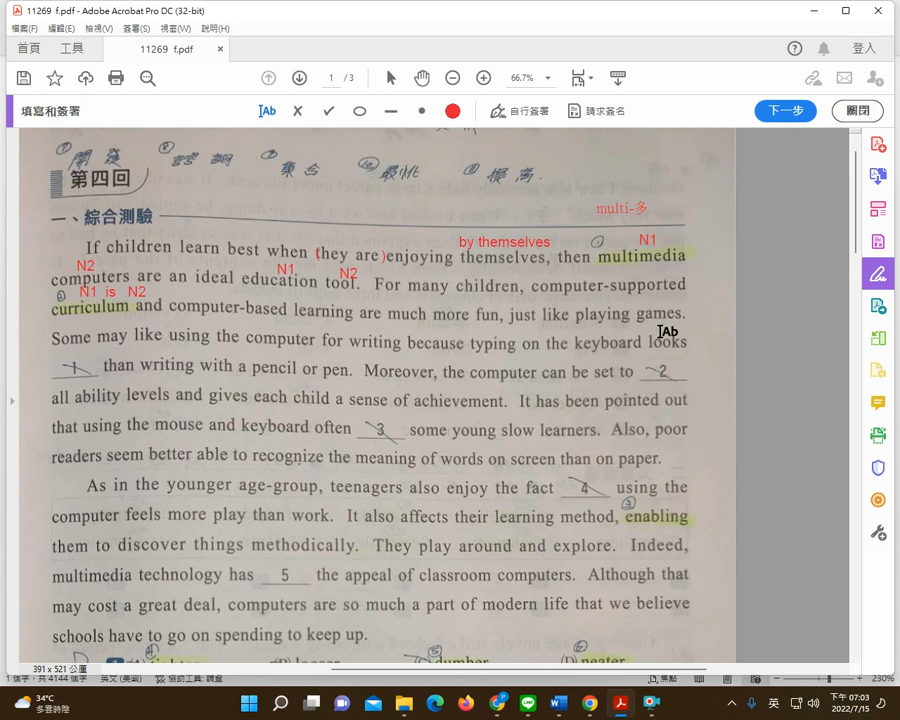 11269 f.pdf - Adobe Acrobat Pro DC (32-bit)
檔案(F) 編輯(E) 檢視(V) 簽署(S) 視窗(W) 說明(H)
首頁 工具 11269 f.pdf × 登入
1 / 3 66.7%
填寫和簽署 Ab 自行簽署 請求簽名 下一步 關閉
開發 諮詢 集合 提高
第四回
multi-多
一、綜合測驗
by themselves N1
If children learn best when (they are)enjoying themselves, then multimedia
N2 N1 N2
computers are an ideal education tool. For many children, computer-supported
N1 is N2
curriculum and computer-based learning are much more fun, just like playing games.
Some may like using the computer for writing because typing on the keyboard looks
1 than writing with a pencil or pen. Moreover, the computer can be set to 2
all ability levels and gives each child a sense of achievement. It has been pointed out
that using the mouse and keyboard often 3 some young slow learners. Also, poor
readers seem better able to recognize the meaning of words on screen than on paper.
As in the younger age-group, teenagers also enjoy the fact 4 using the
computer feels more play than work. It also affects their learning method, enabling
them to discover things methodically. They play around and explore. Indeed,
multimedia technology has 5 the appeal of classroom computers. Although that
may cost a great deal, computers are so much a part of modern life that we believe
schools have to go on spending to keep up.
391 x 521 公釐
34°C
多雲時陰
英
下午 07:03
2022/7/15
230%